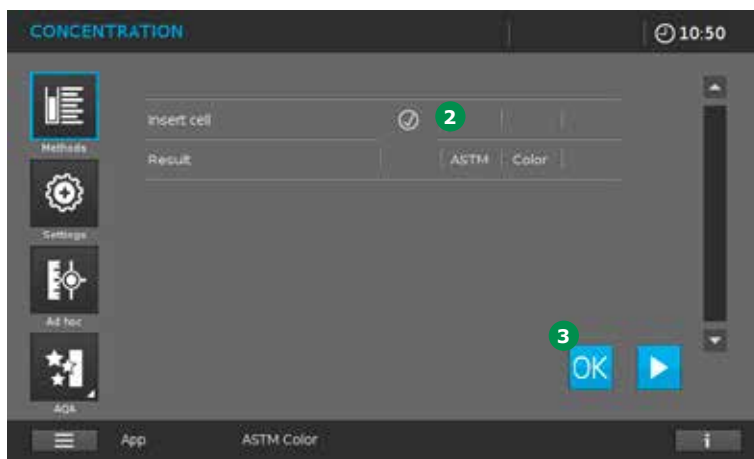 CONCENTRATION 10:50
Methods
Insert cell 2
Result ASTM Color
Settings
Ad hoc
AQA
3
OK
App ASTM Color i